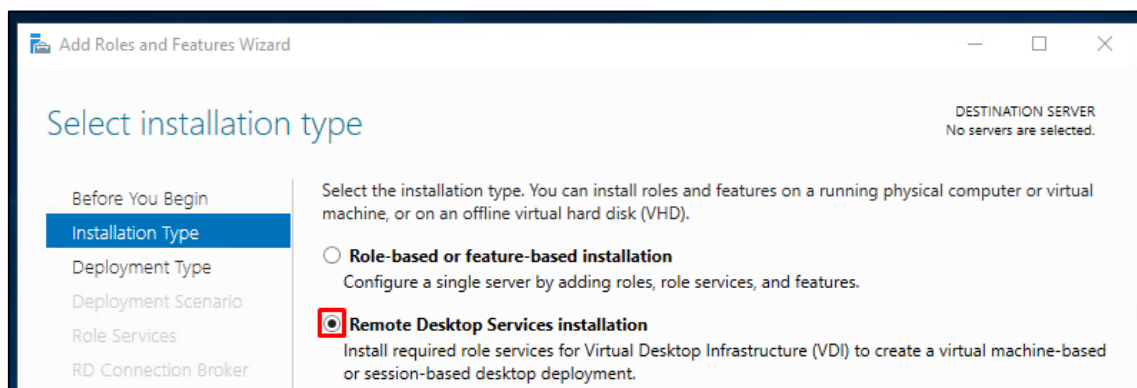 Add Roles and Features Wizard
Select installation type
DESTINATION SERVER
No servers are selected.
Before You Begin
Installation Type
Deployment Type
Deployment Scenario
Role Services
RD Connection Broker
Select the installation type. You can install roles and features on a running physical computer or virtual
machine, or on an offline virtual hard disk (VHD).
Role-based or feature-based installation
Configure a single server by adding roles, role services, and features.
Remote Desktop Services installation
Install required role services for Virtual Desktop Infrastructure (VDI) to create a virtual machine-based
or session-based desktop deployment.